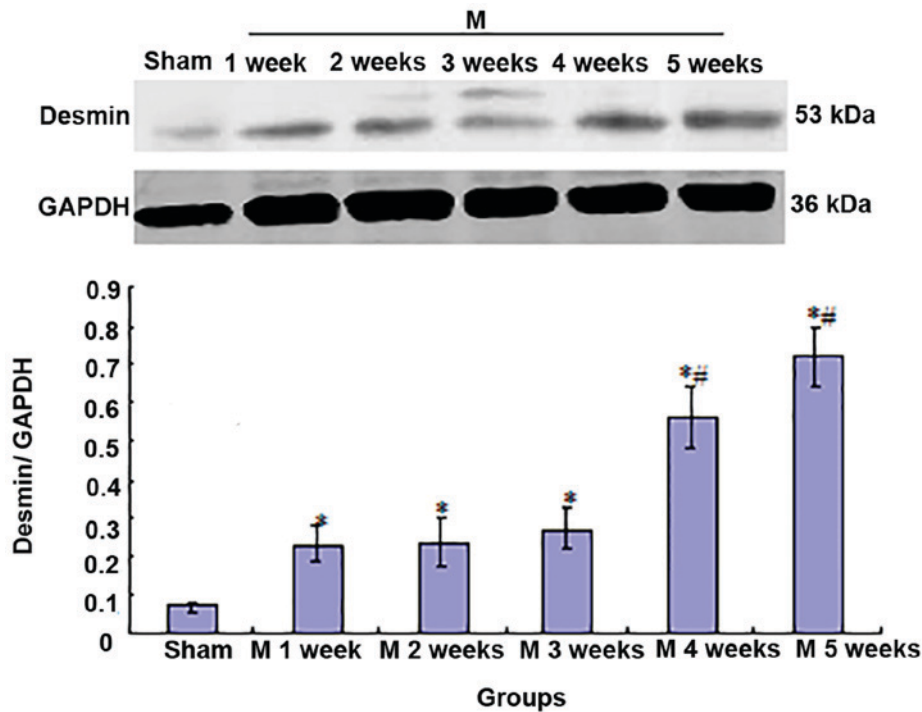 M
Sham 1 week 2 weeks 3 weeks 4 weeks 5 weeks
Desmin 53 kDa
GAPDH 36 kDa
0.9
0.8
0.7
0.6
0.5
0.4
0.3
0.2
0.1
0
Desmin/ GAPDH
*
*
*
*#
*#
Sham M 1 week M 2 weeks M 3 weeks M 4 weeks M 5 weeks
Groups